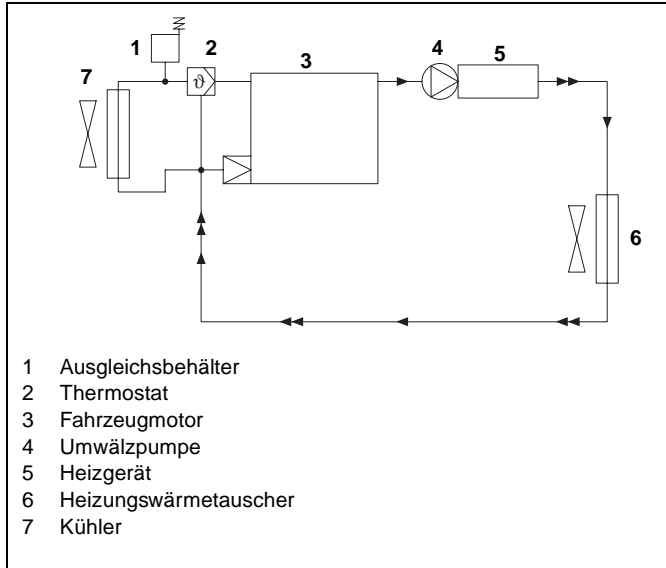 1
2
3
4
5
7
ϑ
6
1 Ausgleichsbehälter
2 Thermostat
3 Fahrzeugmotor
4 Umwälzpumpe
5 Heizgerät
6 Heizungswärmetauscher
7 Kühler